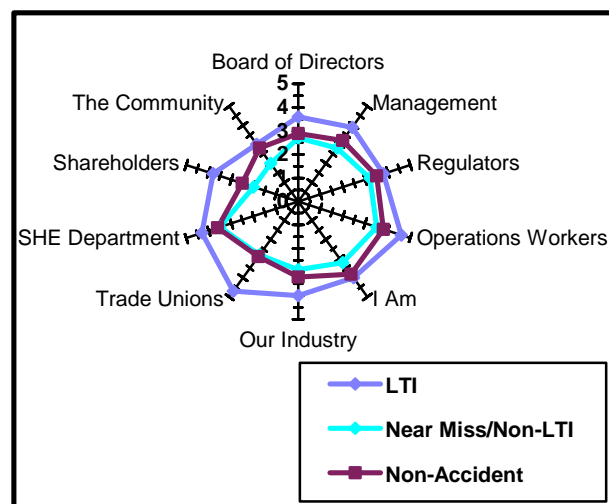 Board of Directors
5
4
3
2
1
0
The Community
Management
Shareholders
Regulators
SHE Department
Operations Workers
Trade Unions
I Am
Our Industry
LTI
Near Miss/Non-LTI
Non-Accident